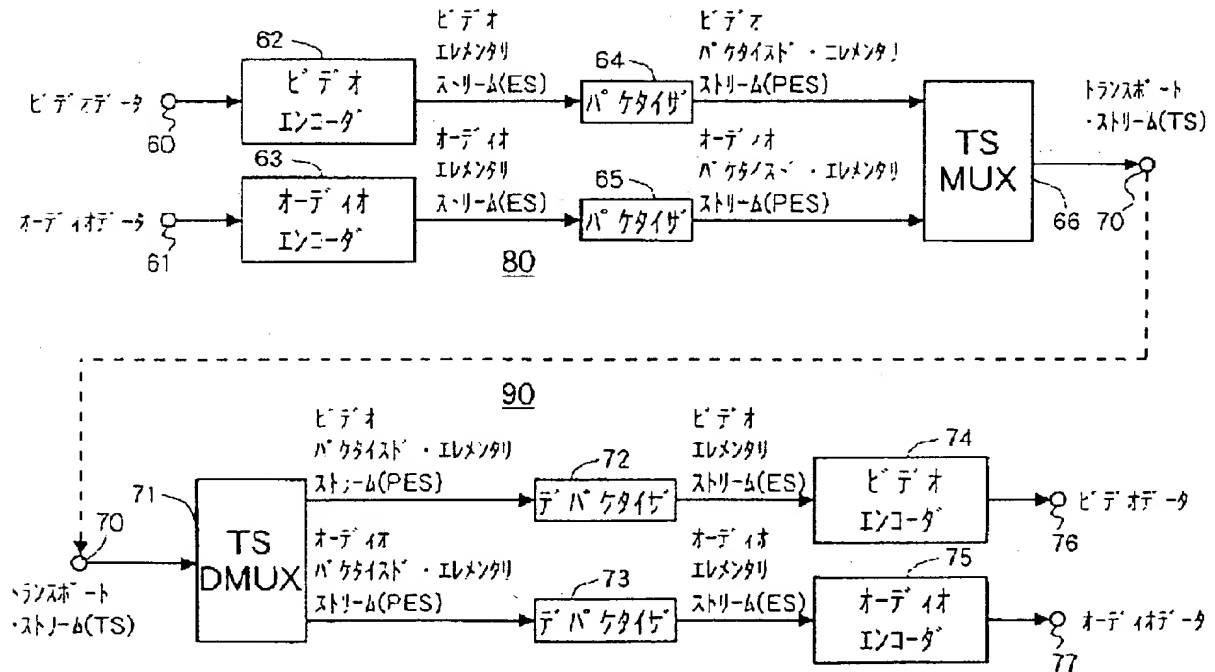 ビデオデータ
60
62
ビデオ
エンコーダ
ビデオ
エレメンタリ
ストリーム(ES)
64
パケタイザ
ビデオ
パケタイズド・エレメンタリ
ストリーム(PES)
オーディオデータ
61
63
オーディオ
エンコーダ
オーディオ
エレメンタリ
ストリーム(ES)
65
パケタイザ
オーディオ
パケタイズド・エレメンタリ
ストリーム(PES)
TS
MUX
66
トランスポート
・ストリーム(TS)
70
80
90
70
トランスポート
・ストリーム(TS)
71
TS
DMUX
ビデオ
パケタイズド・エレメンタリ
ストリーム(PES)
72
デパケタイザ
ビデオ
エレメンタリ
ストリーム(ES)
74
ビデオ
エンコーダ
ビデオデータ
76
オーディオ
パケタイズド・エレメンタリ
ストリーム(PES)
73
デパケタイザ
オーディオ
エレメンタリ
ストリーム(ES)
75
オーディオ
エンコーダ
オーディオデータ
77